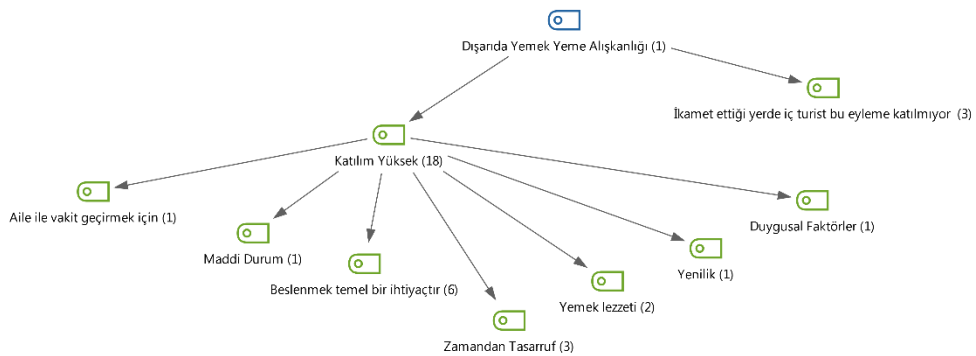 Dışarıda Yemek Yeme Alışkanlığı (1)
İkamet ettiği yerde iç turist bu eyleme katılmıyor (3)
Katılım Yüksek (18)
Aile ile vakit geçirmek için (1)
Duygusal Faktörler (1)
Maddi Durum (1)
Yenilik (1)
Beslenmek temel bir ihtiyaçtır (6)
Yemek lezzeti (2)
Zamandan Tasarruf (3)